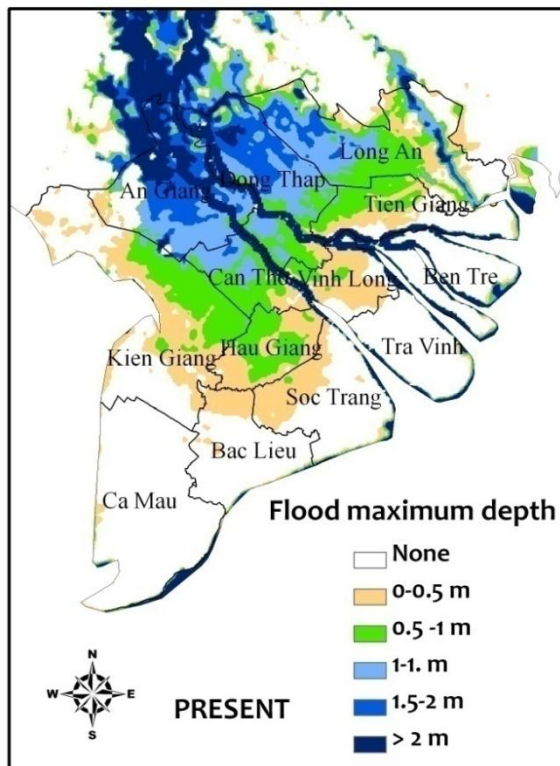 Long An
An Giang
Dong Thap
Tien Giang
Can Tho
Vinh Long
Ben Tre
Kien Giang
Hau Giang
Tra Vinh
Soc Trang
Bac Lieu
Ca Mau
Flood maximum depth
None
0-0.5 m
0.5 -1 m
1-1. m
1.5-2 m
> 2 m
N
W E
S
PRESENT